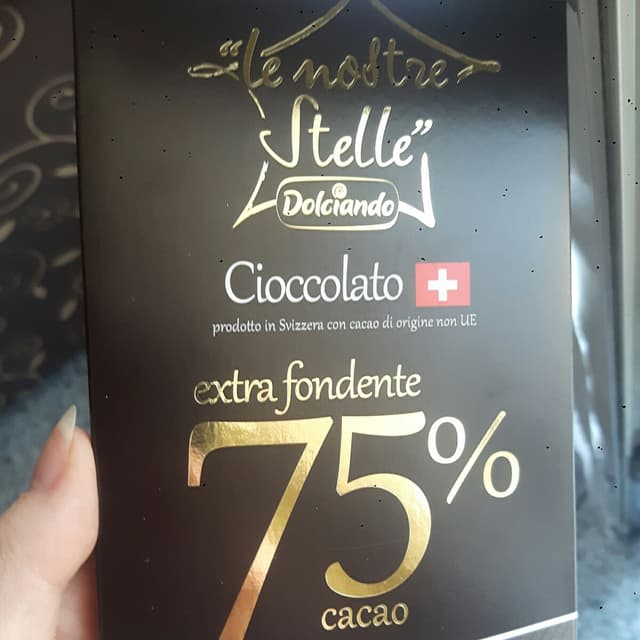 "le nostre
Stelle"
Dolciando
Cioccolato
prodotto in Svizzera con cacao di origine non UE
extra fondente
75%
cacao